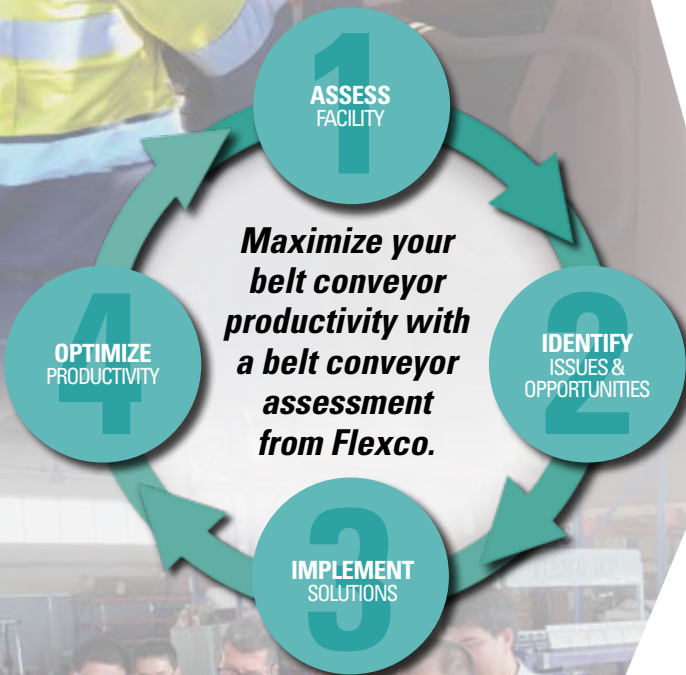 1
ASSESS
FACILITY
2
IDENTIFY
ISSUES &
OPPORTUNITIES
3
IMPLEMENT
SOLUTIONS
4
OPTIMIZE
PRODUCTIVITY
Maximize your
belt conveyor
productivity with
a belt conveyor
assessment
from Flexco.